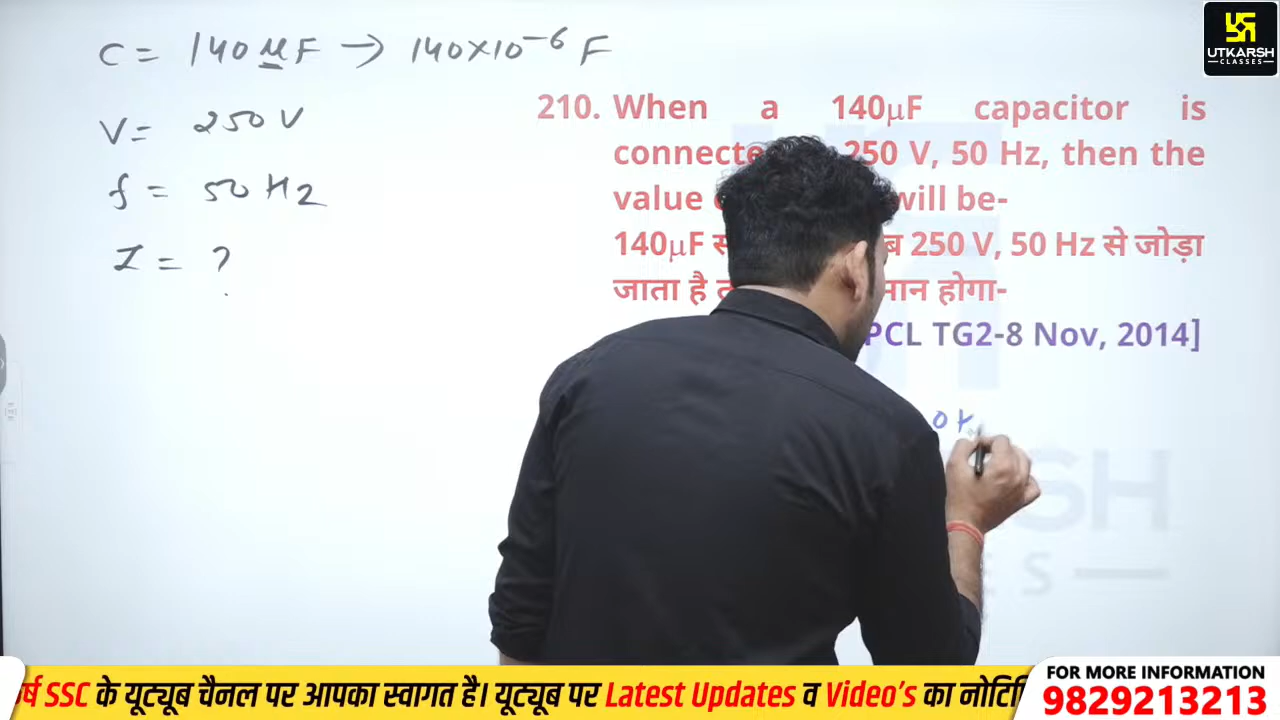 C = 140 μF → 140×10⁻⁶ F
V = 250 V
f = 50 Hz
I = ?
UTKARSH
CLASSES
210. When a 140μF capacitor is
250 V, 50 Hz, then the
value will be-
140μF 250 V, 50 Hz से जोड़ा
जाता है होगा-
TG2-8 Nov, 2014]
SSC के यूट्यूब चैनल पर आपका स्वागत है। यूट्यूब पर Latest Updates व Video's का
FOR MORE INFORMATION
9829213213